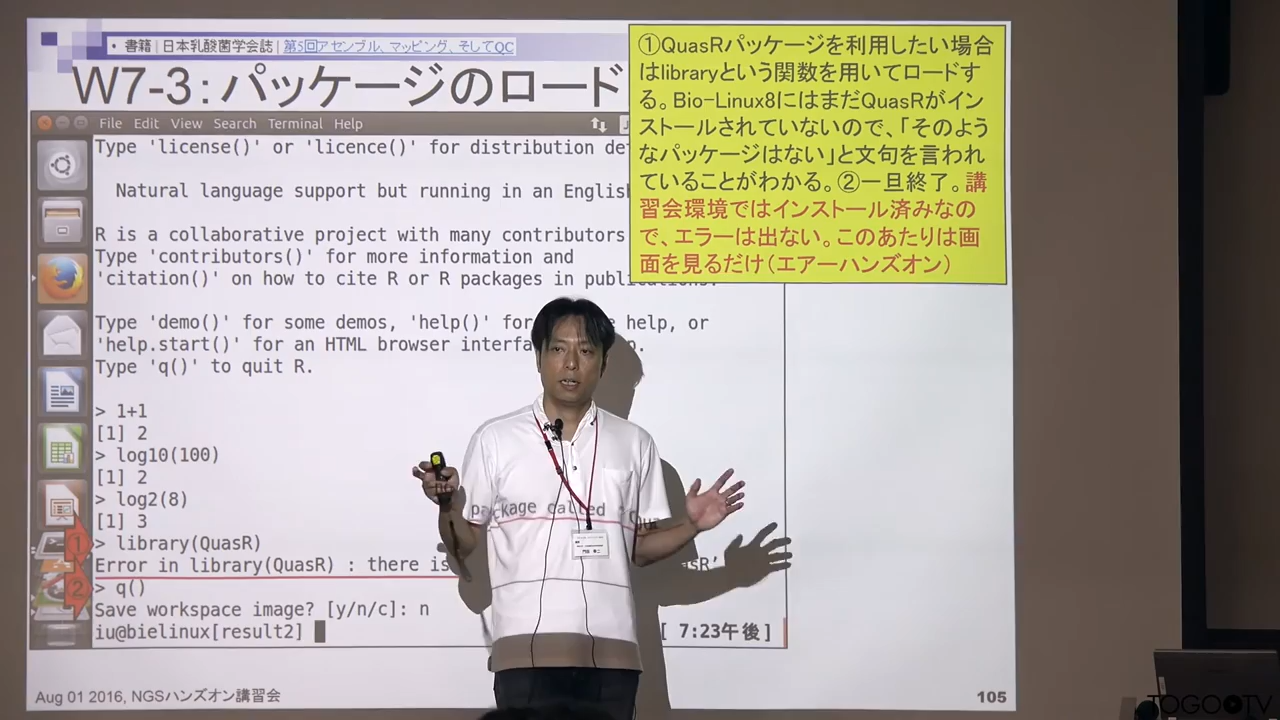 ・書籍 | 日本乳酸菌学会誌 | 第5回アセンブル、マッピング、そしてQC
W7-3:パッケージのロード
①QuasRパッケージを利用したい場合
はlibraryという関数を用いてロードす
る。Bio-Linux8にはまだQuasRがイン
ストールされていないので、「そのよう
なパッケージはない」と文句を言われ
ていることがわかる。②一旦終了。講
習会環境ではインストール済みなの
で、エラーは出ない。このあたりは画
面を見るだけ(エアーハンズオン)
File Edit View Search Terminal Help
Type 'license()' or 'licence()' for distribution
Natural language support but running in an
R is a collaborative project with many contributors
Type 'contributors()' for more information and
'citation()' on how to cite R or R packages in
Type 'demo()' for some demos, 'help()' for help, or
'help.start()' for an HTML browser
Type 'q()' to quit R.
> 1+1
[1] 2
> log10(100)
[1] 2
> log2(8)
[1] 3
① > library(QuasR)
Error in library(QuasR) : there is package called
② > q()
Save workspace image? [y/n/c]: n
iu@bielinux[result2] [ 7:23午後]
Aug 01 2016, NGSハンズオン講習会 105
TOGOTV